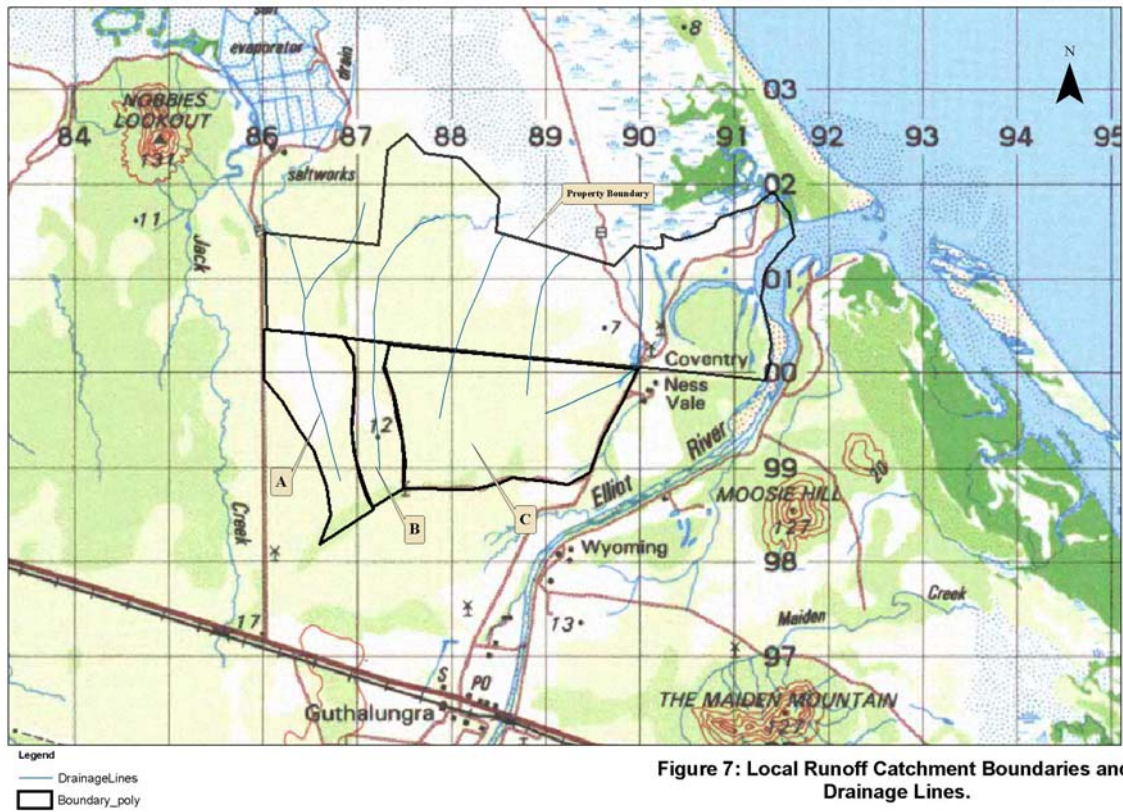 salt
evaporator
drain
8
N
NOBBIES
LOOKOUT
131
03
84 86 87 88 89 90 91 92 93 94 95
saltworks
02
Property Boundary
11
Jack
01
7
Coventry
00
Ness
Vale
12
A
B
C
99
River
Elliot
MOOSIE HILL
127
20
Creek
Wyoming
98
Creek
Maiden
17
13
97
S
PO
THE MAIDEN MOUNTAIN
127
Guthalungra
Legend
DrainageLines
Boundary_poly
Figure 7: Local Runoff Catchment Boundaries and
Drainage Lines.